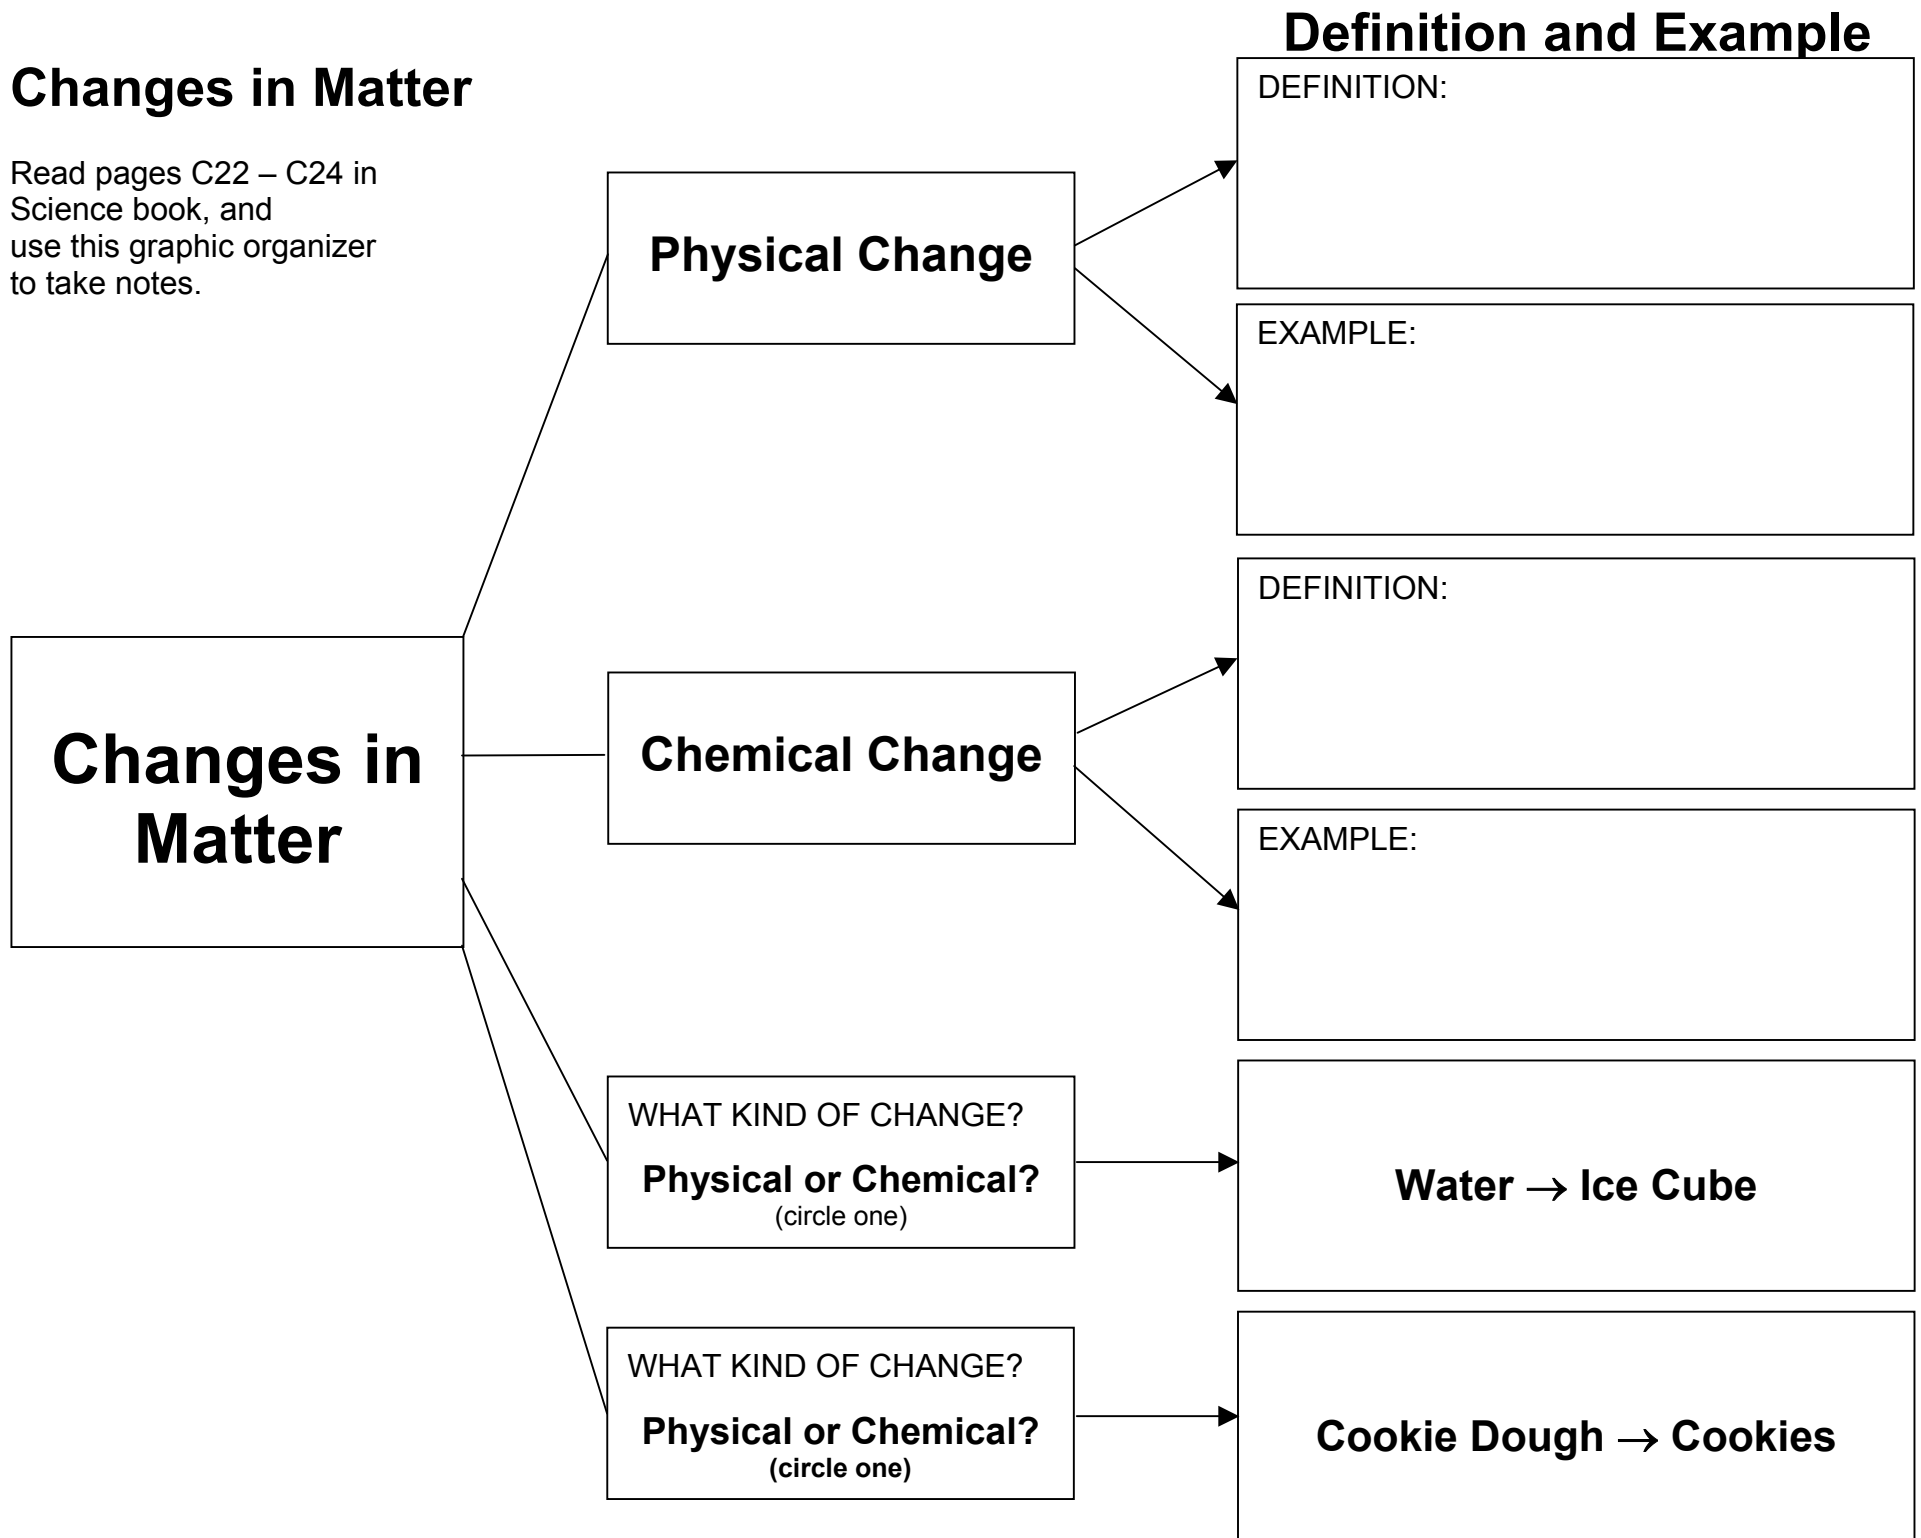 Definition and Example
Changes in Matter
Read pages C22 – C24 in
Science book, and
use this graphic organizer
to take notes.
DEFINITION:
Physical Change
EXAMPLE:
DEFINITION:
Changes in
Matter
Chemical Change
EXAMPLE:
WHAT KIND OF CHANGE?
Physical or Chemical?
(circle one)
Water → Ice Cube
WHAT KIND OF CHANGE?
Physical or Chemical?
(circle one)
Cookie Dough → Cookies